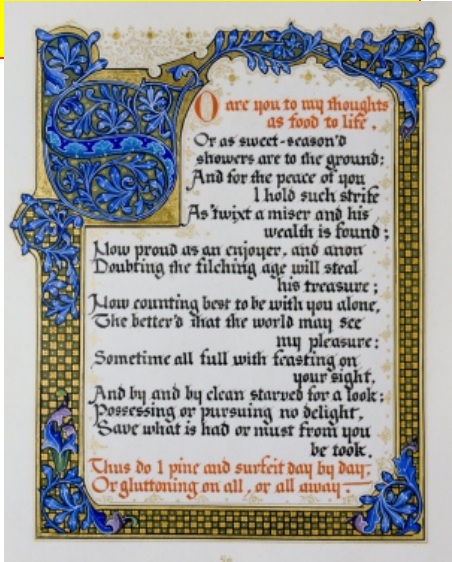 SO are you to my thoughts
as food to life,
Or as sweet-season'd
showers are to the ground;
And for the peace of you
I hold such strife
As 'twixt a miser and his
wealth is found;
Now proud as an enjoyer, and anon
Doubting the filching age will steal
his treasure;
Now counting best to be with you alone,
The better'd that the world may see
my pleasure:
Sometime all full with feasting on
your sight,
And by and by clean starved for a look;
Possessing or pursuing no delight,
Save what is had or must from you
be took.
Thus do I pine and surfeit day by day,
Or gluttoning on all, or all away—